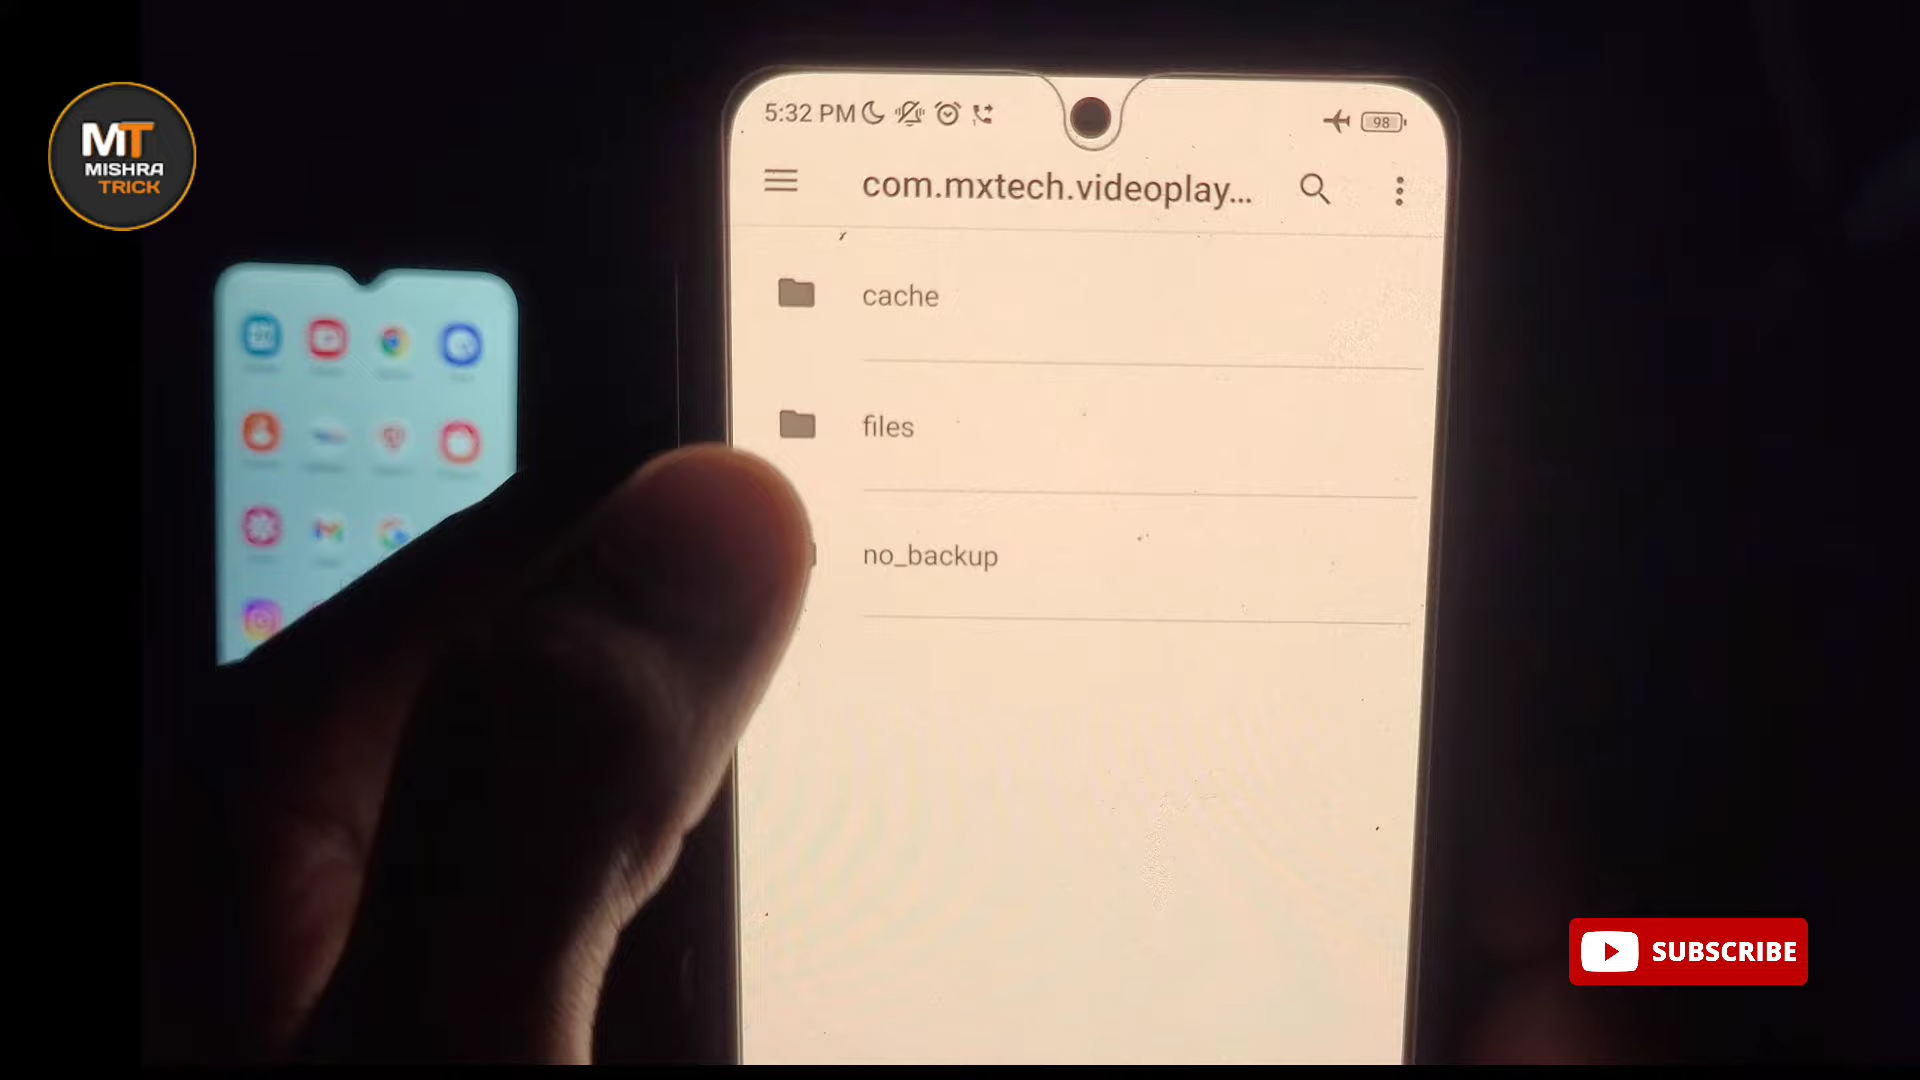 MT
MISHRA
TRICK
5:32 PM
98
com.mxtech.videoplay...
cache
files
no_backup
SUBSCRIBE